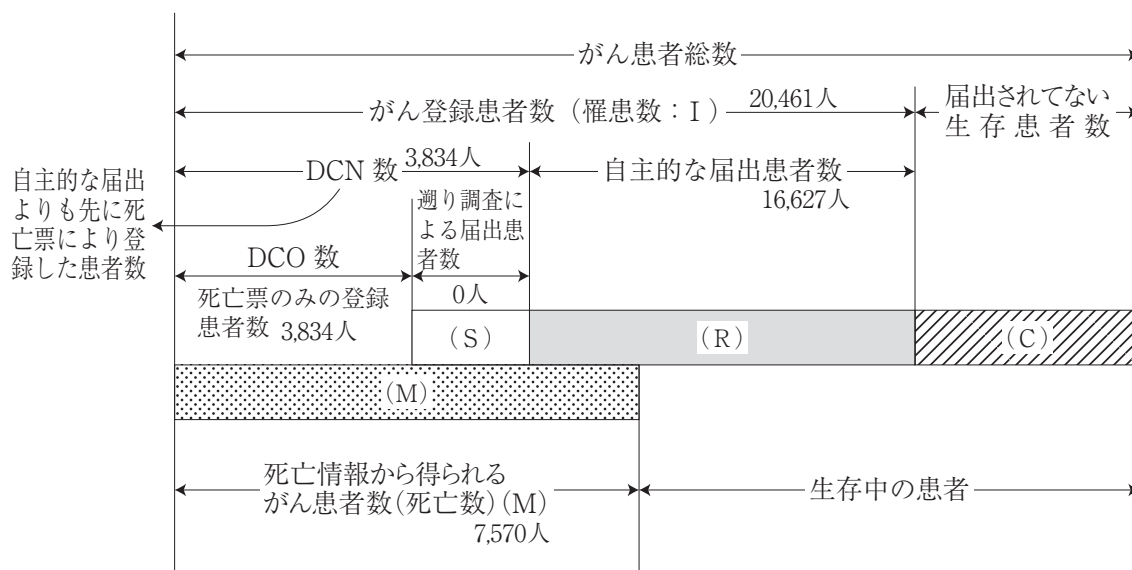 がん患者総数
がん登録患者数（罹患数：I） 20,461人
届出されてない
生存患者数
DCN 数 3,834人
自主的な届出患者数
16,627人
自主的な届出
よりも先に死
亡票により登
録した患者数
遡り調査に
よる届出患
者数
0人
DCO 数
死亡票のみの登録
患者数 3,834人
（S）
（R）
（C）
（M）
死亡情報から得られる
がん患者数(死亡数)（M）
7,570人
生存中の患者